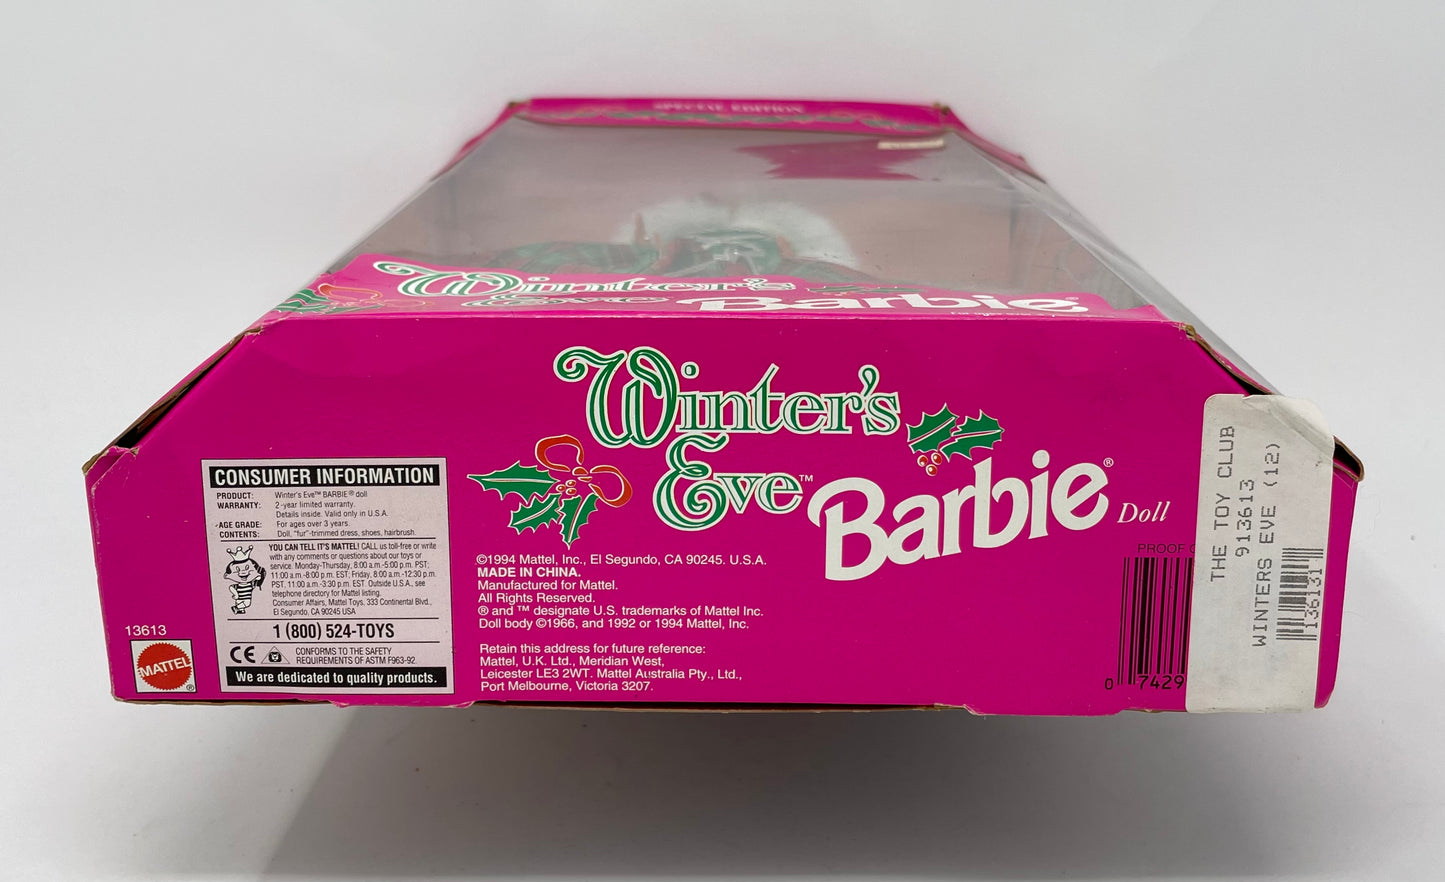 SPECIAL EDITION
Winter's
Eve Barbie®
Winter's
Eve™ Barbie® Doll
CONSUMER INFORMATION
PRODUCT: Winter's Eve™ BARBIE® doll
WARRANTY: 2-year limited warranty.
Details inside. Valid only in U.S.A.
AGE GRADE: For ages over 3 years.
CONTENTS: Doll, "fur"-trimmed dress, shoes, hairbrush.
YOU CAN TELL IT'S MATTEL! CALL us toll-free or write
with any comments or questions about our toys or
service. Monday-Thursday, 8:00 a.m.-5:00 p.m. PST;
11:00 a.m.-8:00 p.m. EST; Friday, 8:00 a.m.-12:30 p.m.
PST, 11:00 a.m.-3:30 p.m. EST. Outside U.S.A., see
telephone directory for Mattel listing.
Consumer Affairs, Mattel Toys, 333 Continental Blvd.,
El Segundo, CA 90245 USA
1 (800) 524-TOYS
CE
CONFORMS TO THE SAFETY
REQUIREMENTS OF ASTM F963-92.
We are dedicated to quality products.
13613
MATTEL®
©1994 Mattel, Inc., El Segundo, CA 90245. U.S.A.
MADE IN CHINA.
Manufactured for Mattel.
All Rights Reserved.
® and ™ designate U.S. trademarks of Mattel Inc.
Doll body ©1966, and 1992 or 1994 Mattel, Inc.
Retain this address for future reference:
Mattel, U.K. Ltd., Meridian West,
Leicester LE3 2WT. Mattel Australia Pty., Ltd.,
Port Melbourne, Victoria 3207.
PROOF
0 7429
THE TOY CLUB
913613
WINTERS EVE (12)
136131